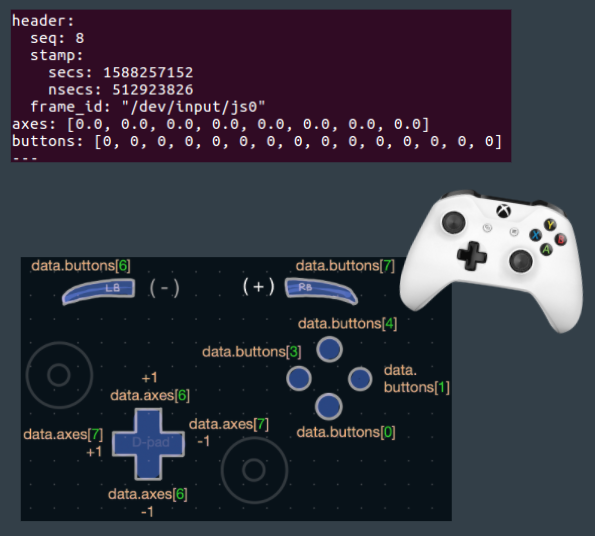 header:
  seq: 8
  stamp:
    secs: 1588257152
    nsecs: 512923826
  frame_id: "/dev/input/js0"
axes: [0.0, 0.0, 0.0, 0.0, 0.0, 0.0, 0.0, 0.0]
buttons: [0, 0, 0, 0, 0, 0, 0, 0, 0, 0, 0, 0, 0, 0, 0]
---
Y
X
B
A
data.buttons[6]
data.buttons[7]
LB (-)
(+) RB
data.buttons[4]
data.buttons[3]
data.
buttons[1]
data.buttons[0]
+1
data.axes[6]
data.axes[7]
+1
D-pad
data.axes[7]
-1
data.axes[6]
-1